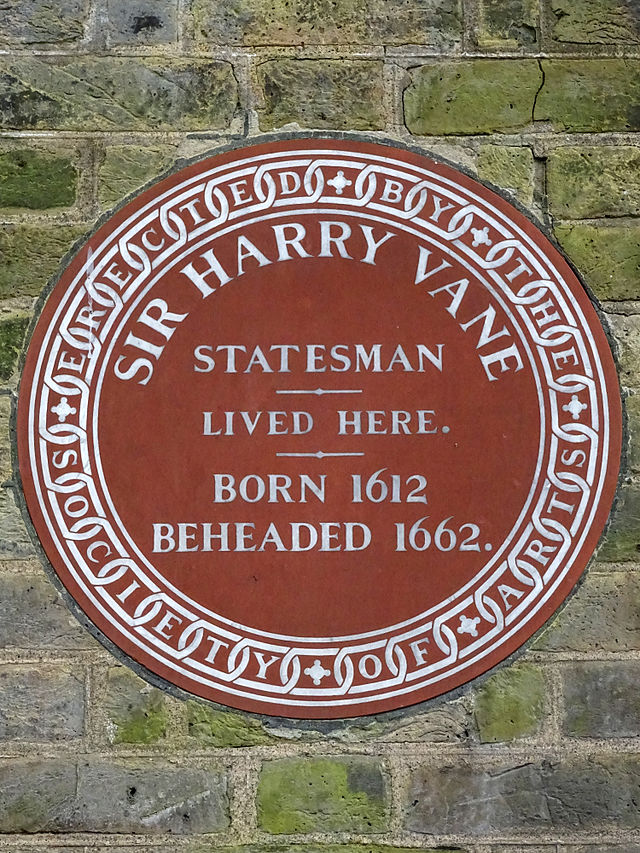 ERECTED BY THE SOCIETY OF ARTS
SIR HARRY VANE
STATESMAN
LIVED HERE.
BORN 1612
BEHEADED 1662.